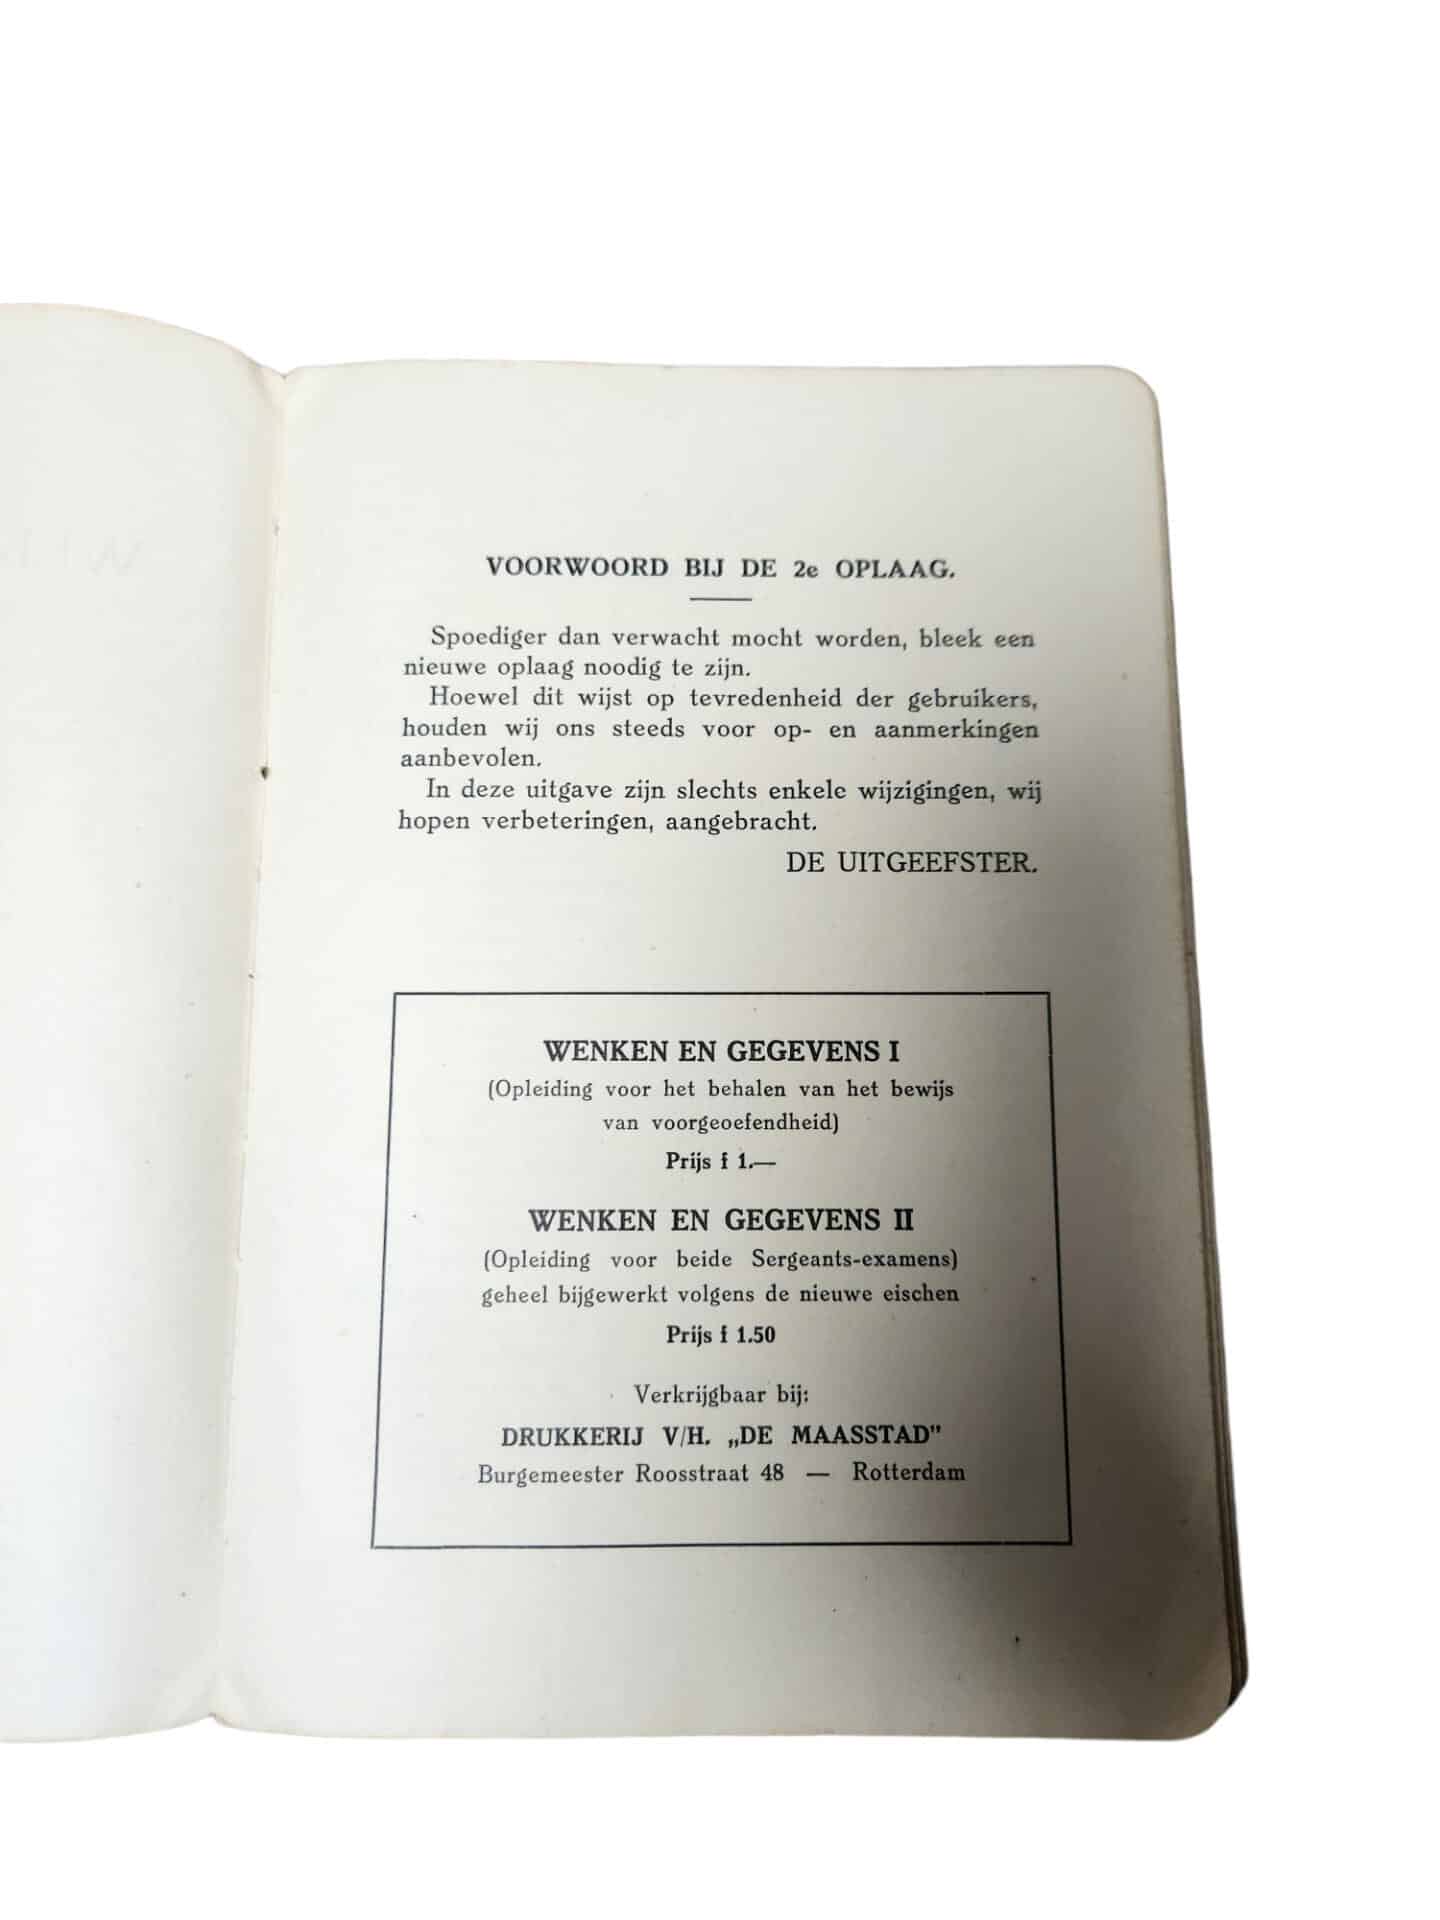 VOORWOORD BIJ DE 2e OPLAAG.
Spoediger dan verwacht mocht worden, bleek een
nieuwe oplaag noodig te zijn.
Hoewel dit wijst op tevredenheid der gebruikers,
houden wij ons steeds voor op- en aanmerkingen
aanbevolen.
In deze uitgave zijn slechts enkele wijzigingen, wij
hopen verbeteringen, aangebracht.
DE UITGEEFSTER.
WENKEN EN GEGEVENS I
(Opleiding voor het behalen van het bewijs
van voorgeoefendheid)
Prijs f 1.—
WENKEN EN GEGEVENS II
(Opleiding voor beide Sergeants-examens)
geheel bijgewerkt volgens de nieuwe eischen
Prijs f 1.50
Verkrijgbaar bij:
DRUKKERIJ V/H. „DE MAASSTAD”
Burgemeester Roosstraat 48 — Rotterdam